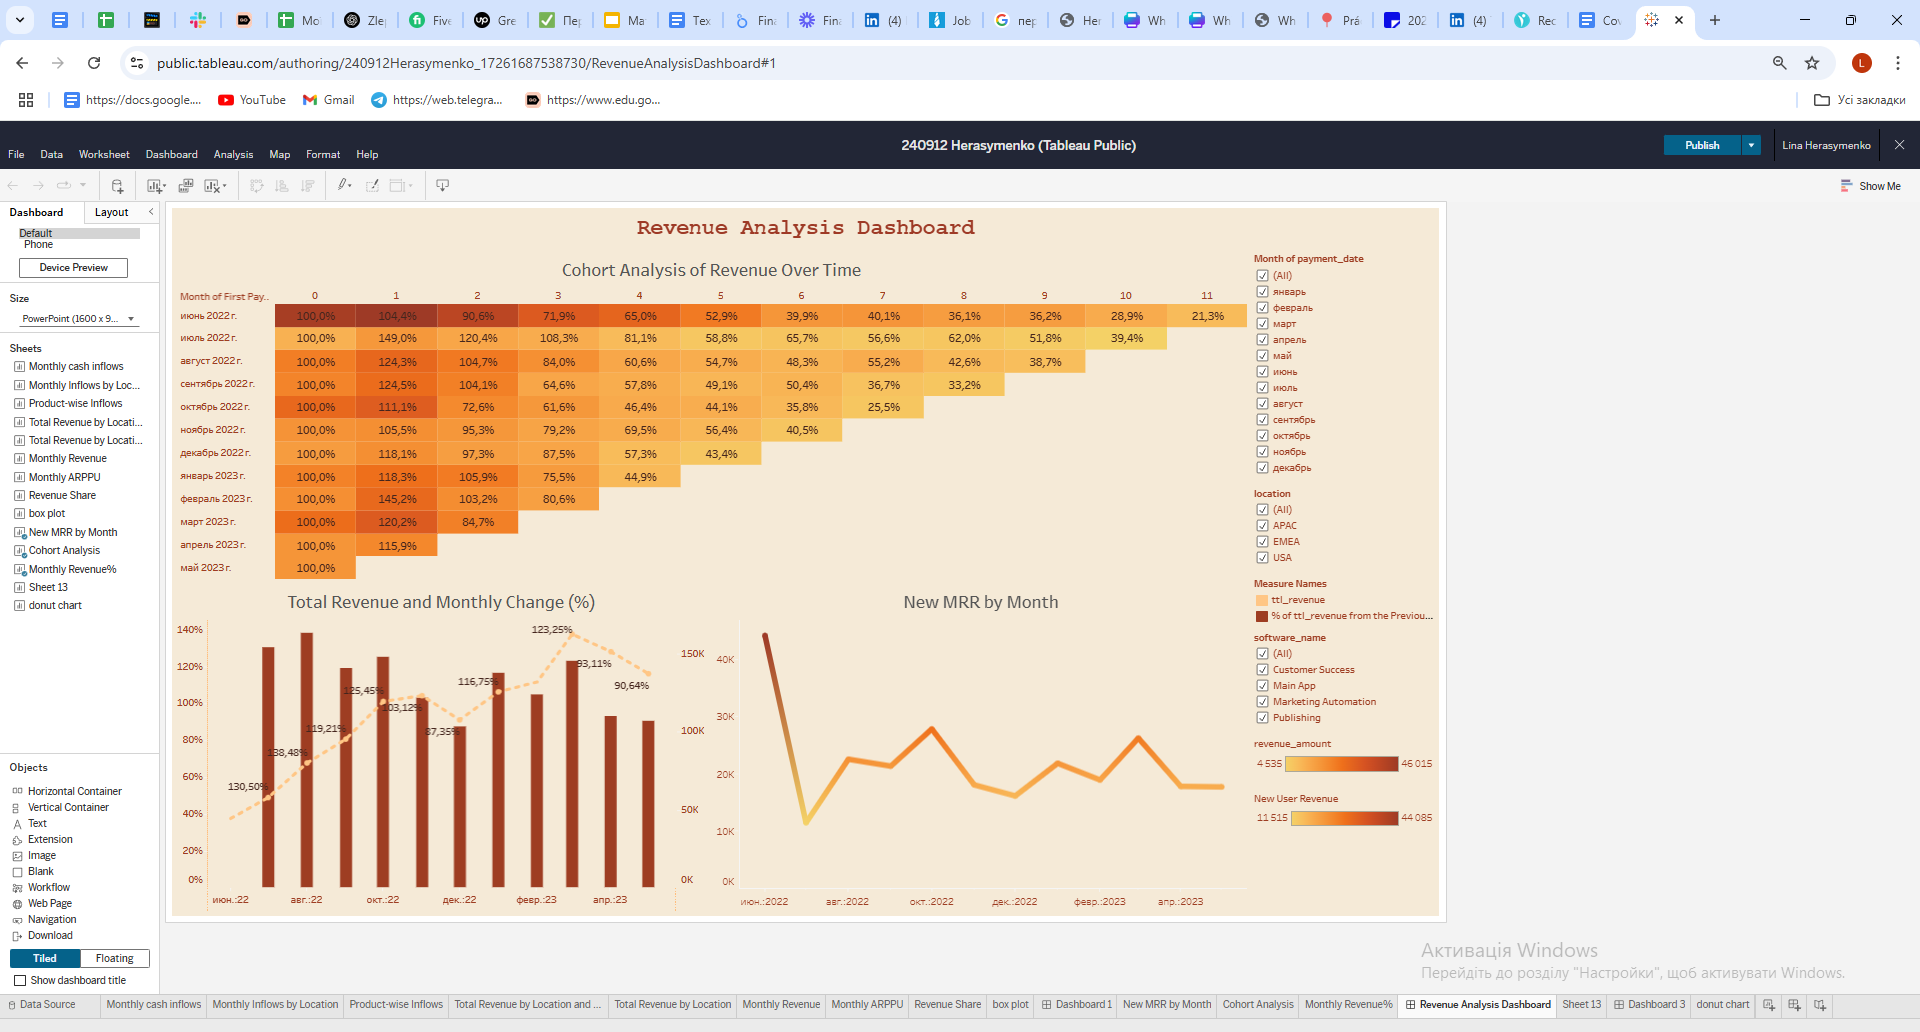 Mo
Zle
Five
Gre
Пер
Ma
Тех
Fina
Fina
(4)
Job
пер
Her
Wh
Wh
Wh
Prá
202
(4)
Rec
Cov
public.tableau.com/authoring/240912Herasymenko_17261687538730/RevenueAnalysisDashboard#1
L
https://docs.google....
YouTube
Gmail
https://web.telegra...
https://www.edu.go...
Усі закладки
240912 Herasymenko (Tableau Public)
Publish
Lina Herasymenko
File Data Worksheet Dashboard Analysis Map Format Help
Show Me
Dashboard
Layout
Default
Phone
Device Preview
Size
PowerPoint (1600 x 9...
Sheets
Monthly cash inflows
Monthly Inflows by Loc...
Product-wise Inflows
Total Revenue by Locati...
Total Revenue by Locati...
Monthly Revenue
Monthly ARPPU
Revenue Share
box plot
New MRR by Month
Cohort Analysis
Monthly Revenue%
Sheet 13
donut chart
Objects
Horizontal Container
Vertical Container
Text
Extension
Image
Blank
Workflow
Web Page
Navigation
Download
Tiled
Floating
Show dashboard title
Revenue Analysis Dashboard
Cohort Analysis of Revenue Over Time
Month of First Pay.. 0 1 2 3 4 5 6 7 8 9 10 11
июнь 2022 г. 100,0% 104,4% 90,6% 71,9% 65,0% 52,9% 39,9% 40,1% 36,1% 36,2% 28,9% 21,3%
июль 2022 г. 100,0% 149,0% 120,4% 108,3% 81,1% 58,8% 65,7% 56,6% 62,0% 51,8% 39,4%
август 2022 г. 100,0% 124,3% 104,7% 84,0% 60,6% 54,7% 48,3% 55,2% 42,6% 38,7%
сентябрь 2022 г. 100,0% 124,5% 104,1% 64,6% 57,8% 49,1% 50,4% 36,7% 33,2%
октябрь 2022 г. 100,0% 111,1% 72,6% 61,6% 46,4% 44,1% 35,8% 25,5%
ноябрь 2022 г. 100,0% 105,5% 95,3% 79,2% 69,5% 56,4% 40,5%
декабрь 2022 г. 100,0% 118,1% 97,3% 87,5% 57,3% 43,4%
январь 2023 г. 100,0% 118,3% 105,9% 75,5% 44,9%
февраль 2023 г. 100,0% 145,2% 103,2% 80,6%
март 2023 г. 100,0% 120,2% 84,7%
апрель 2023 г. 100,0% 115,9%
май 2023 г. 100,0%
Total Revenue and Monthly Change (%)
140%
120%
100%
80%
60%
40%
20%
0%
130,50%
138,48%
119,21%
125,45%
103,12%
87,35%
116,75%
123,25%
93,11%
90,64%
150K
100K
50K
0K
июн.:22 авг.:22 окт.:22 дек.:22 февр.:23 апр.:23
New MRR by Month
40K
30K
20K
10K
0K
июн.:2022 авг.:2022 окт.:2022 дек.:2022 февр.:2023 апр.:2023
Month of payment_date
(All)
январь
февраль
март
апрель
май
июнь
июль
август
сентябрь
октябрь
ноябрь
декабрь
location
(All)
APAC
EMEA
USA
Measure Names
ttl_revenue
% of ttl_revenue from the Previou...
software_name
(All)
Customer Success
Main App
Marketing Automation
Publishing
revenue_amount
4 535 46 015
New User Revenue
11 515 44 085
Активація Windows
Перейдіть до розділу "Настройки", щоб активувати Windows.
Data Source
Monthly cash inflows
Monthly Inflows by Location
Product-wise Inflows
Total Revenue by Location and ...
Total Revenue by Location
Monthly Revenue
Monthly ARPPU
Revenue Share
box plot
Dashboard 1
New MRR by Month
Cohort Analysis
Monthly Revenue%
Revenue Analysis Dashboard
Sheet 13
Dashboard 3
donut chart